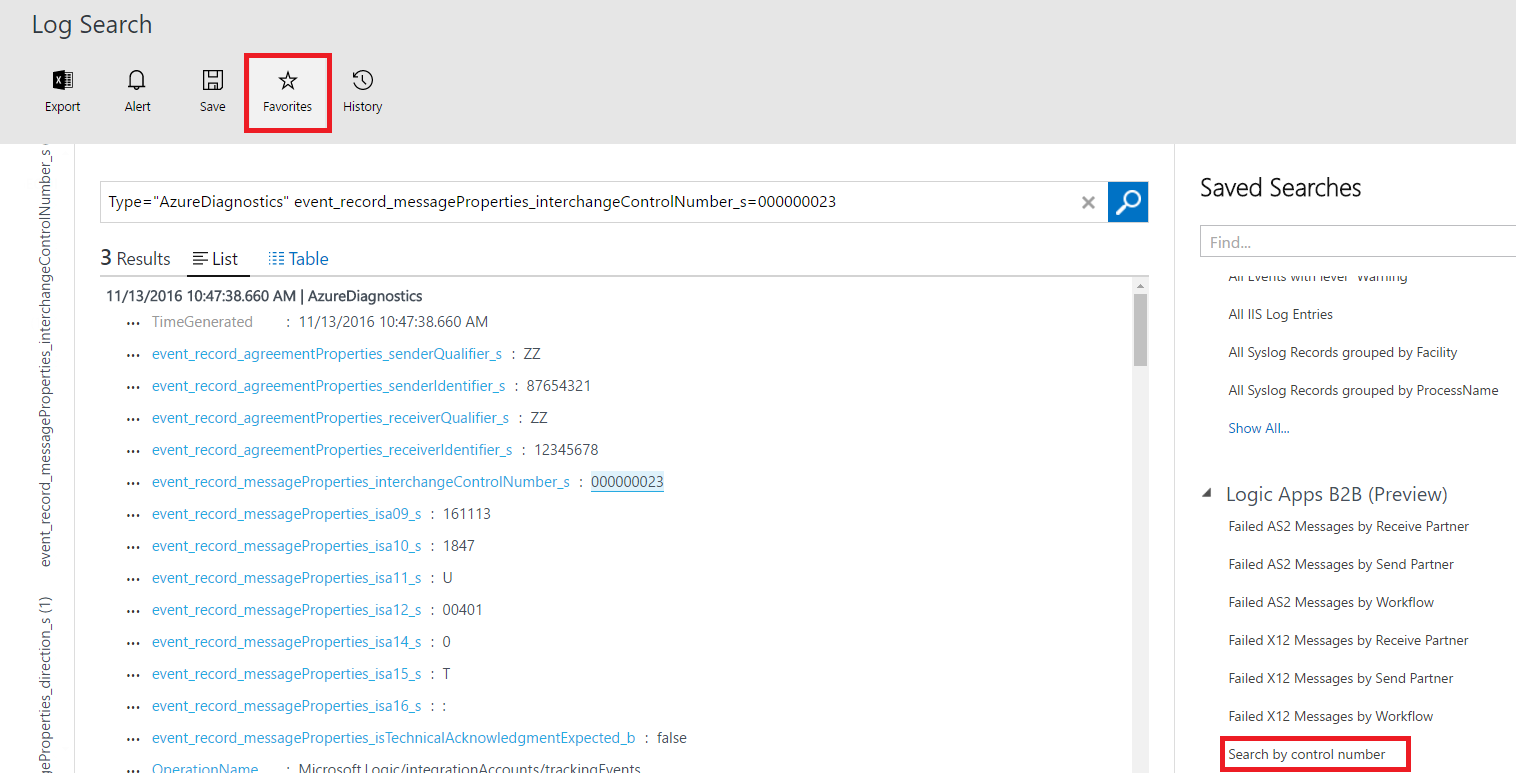 Log Search
Export
Alert
Save
Favorites
History
event_record_messageProperties_interchangeControlNumber_s
geProperties_direction_s (1)
Type="AzureDiagnostics" event_record_messageProperties_interchangeControlNumber_s=000000023
3 Results
List
Table
11/13/2016 10:47:38.660 AM | AzureDiagnostics
... TimeGenerated : 11/13/2016 10:47:38.660 AM
... event_record_agreementProperties_senderQualifier_s : ZZ
... event_record_agreementProperties_senderIdentifier_s : 87654321
... event_record_agreementProperties_receiverQualifier_s : ZZ
... event_record_agreementProperties_receiverIdentifier_s : 12345678
... event_record_messageProperties_interchangeControlNumber_s : 000000023
... event_record_messageProperties_isa09_s : 161113
... event_record_messageProperties_isa10_s : 1847
... event_record_messageProperties_isa11_s : U
... event_record_messageProperties_isa12_s : 00401
... event_record_messageProperties_isa14_s : 0
... event_record_messageProperties_isa15_s : T
... event_record_messageProperties_isa16_s : :
... event_record_messageProperties_isTechnicalAcknowledgmentExpected_b : false
... OperationName : Microsoft.Logic/integrationAccounts/trackingEvents
Saved Searches
Find...
All Events with level "Warning
All IIS Log Entries
All Syslog Records grouped by Facility
All Syslog Records grouped by ProcessName
Show All...
Logic Apps B2B (Preview)
Failed AS2 Messages by Receive Partner
Failed AS2 Messages by Send Partner
Failed AS2 Messages by Workflow
Failed X12 Messages by Receive Partner
Failed X12 Messages by Send Partner
Failed X12 Messages by Workflow
Search by control number